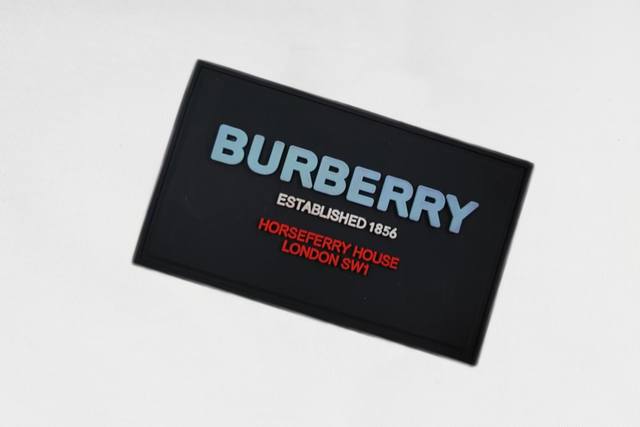 BURBERRY
ESTABLISHED 1856
HORSEFERRY HOUSE
LONDON SW1